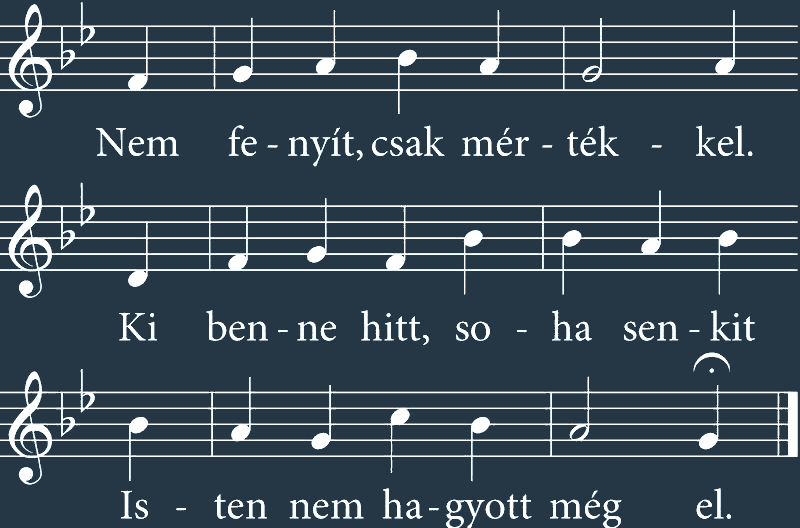 Nem fe - nyít, csak mér - ték - kel.
Ki ben - ne hitt, so - ha sen - kit
Is - ten nem ha - gyott még el.